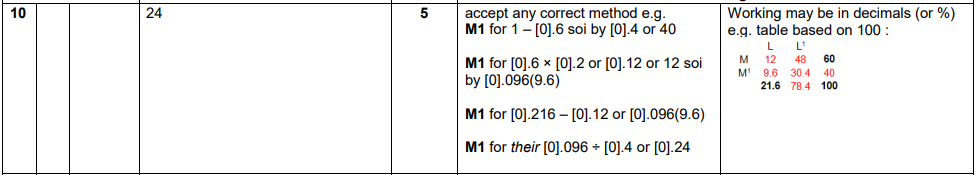 10 24 5 accept any correct method e.g. Working may be in decimals (or %)
M1 for 1 – [0].6 soi by [0].4 or 40 e.g. table based on 100 :
L L¹
M 12 48 60
M1 for [0].6 × [0].2 or [0].12 or 12 soi M¹ 9.6 30.4 40
by [0].096(9.6) 21.6 78.4 100
M1 for [0].216 – [0].12 or [0].096(9.6)
M1 for their [0].096 ÷ [0].4 or [0].24